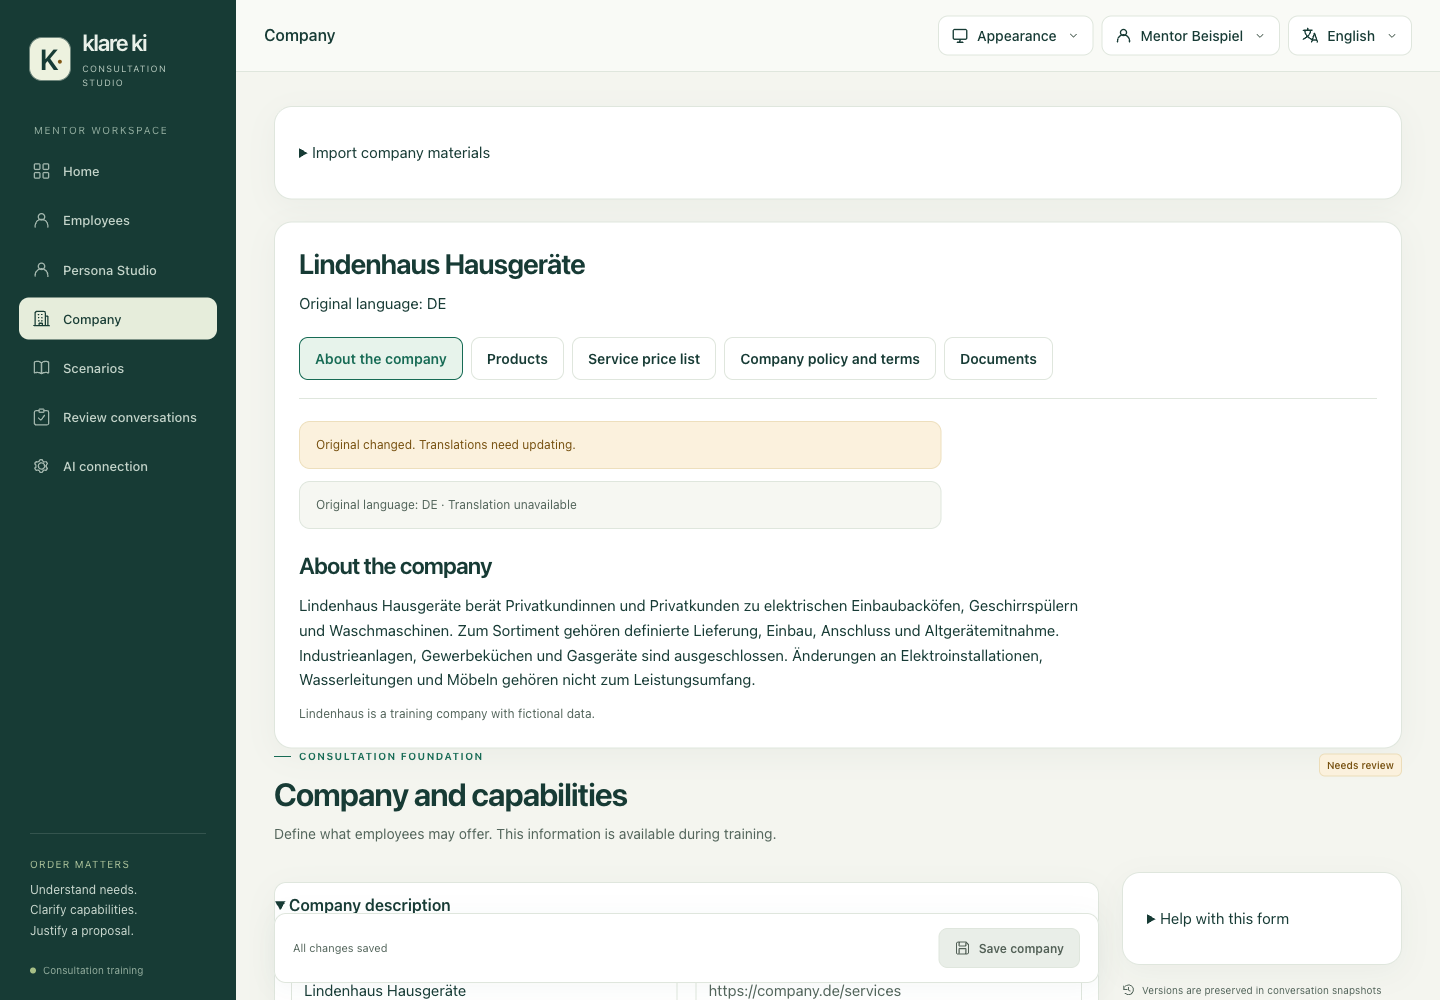 K.
klare ki
CONSULTATION
STUDIO
MENTOR WORKSPACE
Home
Employees
Persona Studio
Company
Scenarios
Review conversations
AI connection
ORDER MATTERS
Understand needs.
Clarify capabilities.
Justify a proposal.
Consultation training
Company
Appearance
Mentor Beispiel
English
Import company materials
Lindenhaus Hausgeräte
Original language: DE
About the company
Products
Service price list
Company policy and terms
Documents
Original changed. Translations need updating.
Original language: DE · Translation unavailable
About the company
Lindenhaus Hausgeräte berät Privatkundinnen und Privatkunden zu elektrischen Einbaubacköfen, Geschirrspülern
und Waschmaschinen. Zum Sortiment gehören definierte Lieferung, Einbau, Anschluss und Altgerätemitnahme.
Industrieanlagen, Gewerbeküchen und Gasgeräte sind ausgeschlossen. Änderungen an Elektroinstallationen,
Wasserleitungen und Möbeln gehören nicht zum Leistungsumfang.
Lindenhaus is a training company with fictional data.
CONSULTATION FOUNDATION
Needs review
Company and capabilities
Define what employees may offer. This information is available during training.
Company description
Help with this form
All changes saved
Save company
Lindenhaus Hausgeräte
https://company.de/services
Versions are preserved in conversation snapshots